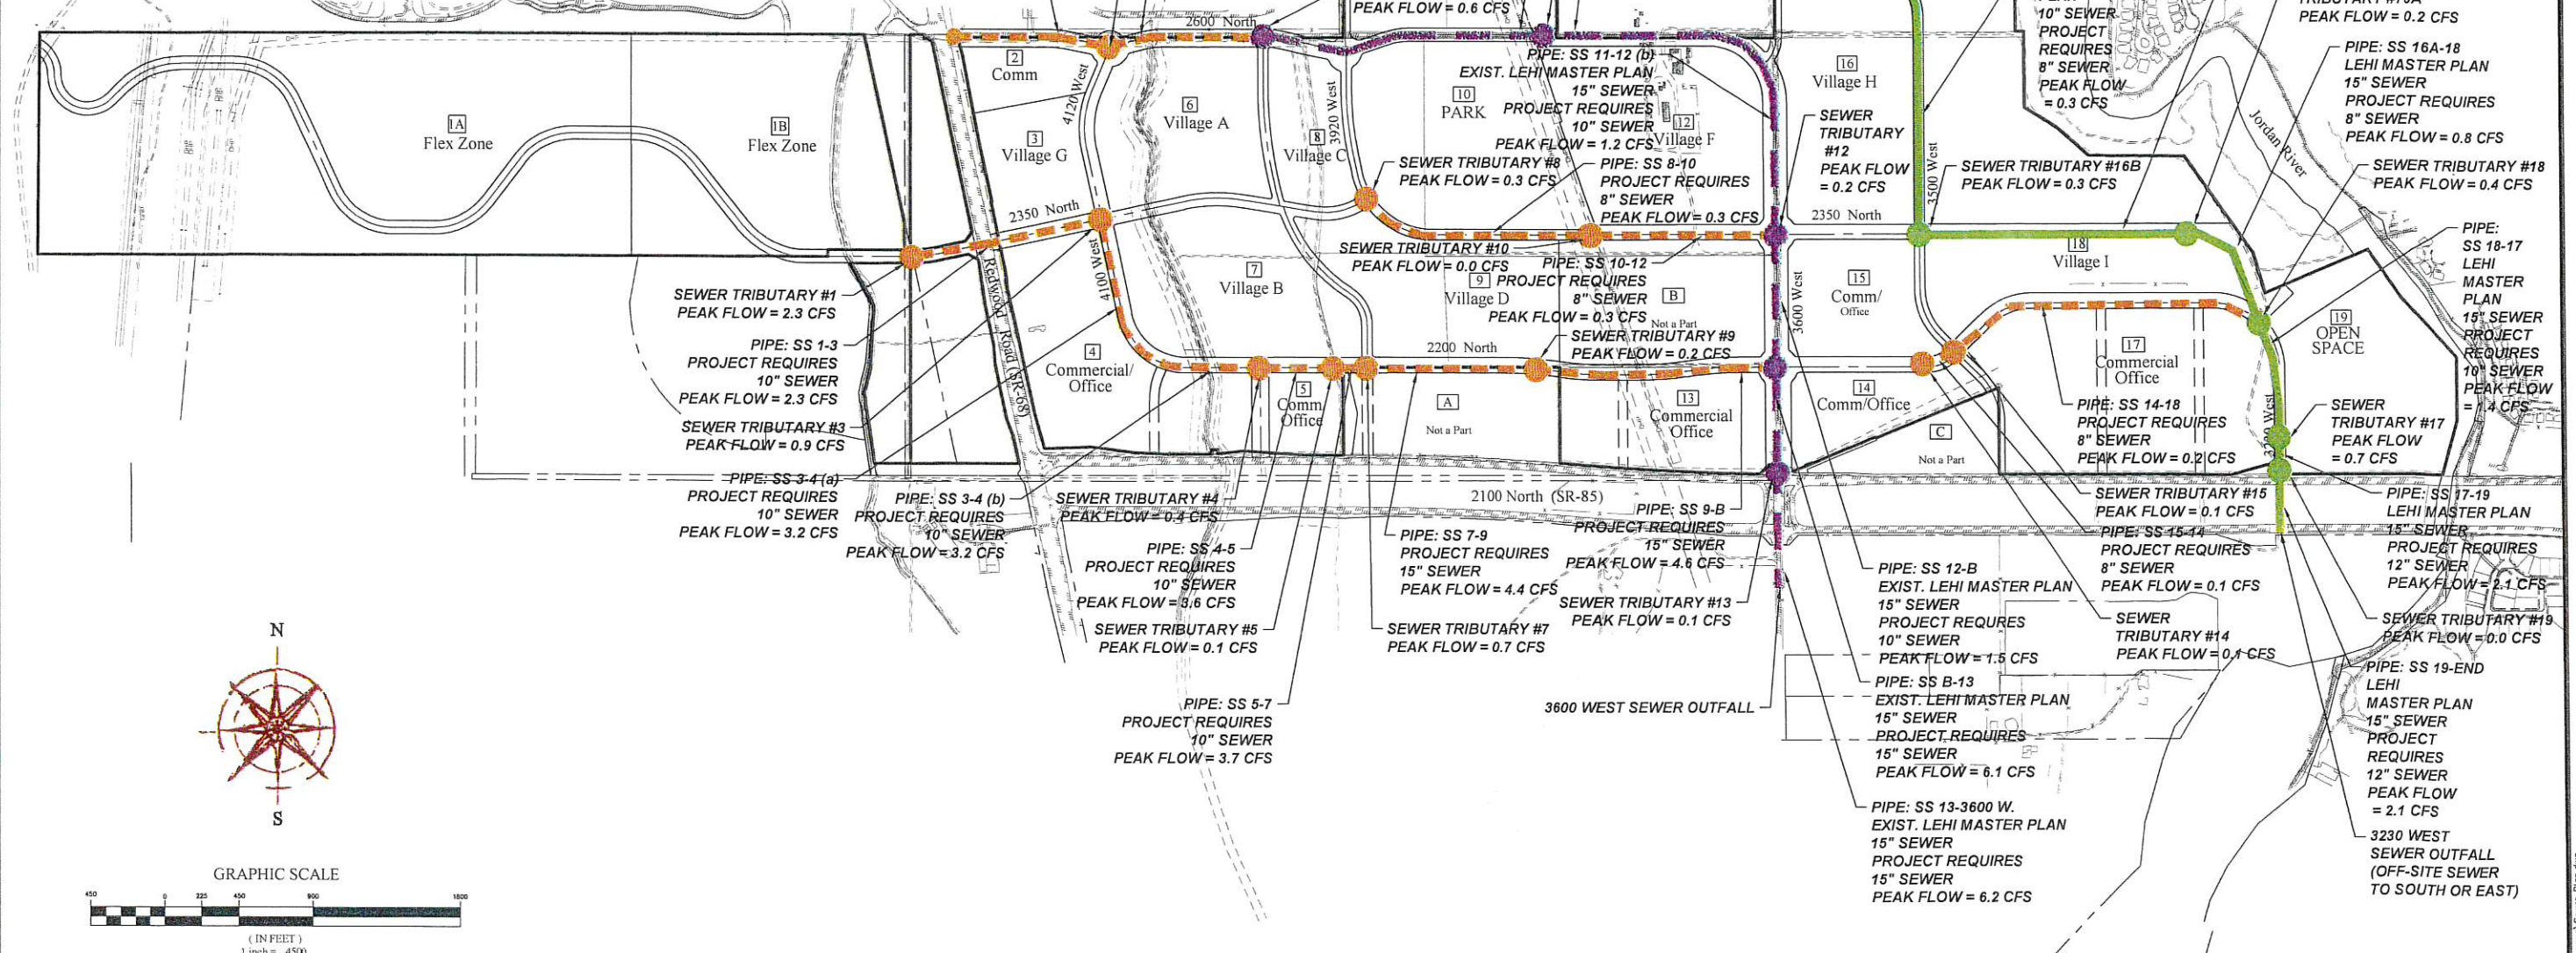 PEAK FLOW = 0.6 CFS
2600 North
10" SEWER
PROJECT
REQUIRES
8" SEWER
PEAK FLOW
= 0.3 CFS
PEAK FLOW = 0.2 CFS
PIPE: SS 16A-18
LEHI MASTER PLAN
15" SEWER
PROJECT REQUIRES
8" SEWER
PEAK FLOW = 0.8 CFS
1A
Flex Zone
1B
Flex Zone
2
Comm
3
Village G
4120 West
6
Village A
8
Village C
3920 West
10
PARK
PIPE: SS 11-12 (b)
EXIST. LEHI MASTER PLAN
15" SEWER
PROJECT REQUIRES
10" SEWER
PEAK FLOW = 1.2 CFS
12
Village F
16
Village H
SEWER
TRIBUTARY
#12
PEAK FLOW
= 0.2 CFS
3500 West
Jordan River
SEWER TRIBUTARY #8
PEAK FLOW = 0.3 CFS
PIPE: SS 8-10
PROJECT REQUIRES
8" SEWER
PEAK FLOW = 0.3 CFS
SEWER TRIBUTARY #16B
PEAK FLOW = 0.3 CFS
SEWER TRIBUTARY #18
PEAK FLOW = 0.4 CFS
2350 North
2350 North
SEWER TRIBUTARY #10
PEAK FLOW = 0.0 CFS
PIPE: SS 10-12
PROJECT REQUIRES
8" SEWER
PEAK FLOW = 0.3 CFS
18
Village I
PIPE:
SS 18-17
LEHI
MASTER
PLAN
15" SEWER
PROJECT
REQUIRES
10" SEWER
PEAK FLOW
= 1.4 CFS
SEWER TRIBUTARY #1
PEAK FLOW = 2.3 CFS
Redwood Road (SR-68)
4100 West
7
Village B
9
Village D
B
Not a Part
3600 West
15
Comm/
Office
19
OPEN
SPACE
PIPE: SS 1-3
PROJECT REQUIRES
10" SEWER
PEAK FLOW = 2.3 CFS
4
Commercial/
Office
2200 North
SEWER TRIBUTARY #9
PEAK FLOW = 0.2 CFS
17
Commercial
Office
5
Comm
Office
A
Not a Part
13
Commercial
Office
14
Comm/Office
C
Not a Part
PIPE: SS 14-18
PROJECT REQUIRES
8" SEWER
PEAK FLOW = 0.2 CFS
SEWER
TRIBUTARY #17
PEAK FLOW
= 0.7 CFS
SEWER TRIBUTARY #3
PEAK FLOW = 0.9 CFS
PIPE: SS 3-4 (a)
PROJECT REQUIRES
10" SEWER
PEAK FLOW = 3.2 CFS
PIPE: SS 3-4 (b)
PROJECT REQUIRES
10" SEWER
PEAK FLOW = 3.2 CFS
SEWER TRIBUTARY #4
PEAK FLOW = 0.4 CFS
2100 North (SR-85)
PIPE: SS 4-5
PROJECT REQUIRES
10" SEWER
PEAK FLOW = 3.6 CFS
PIPE: SS 7-9
PROJECT REQUIRES
15" SEWER
PEAK FLOW = 4.4 CFS
PIPE: SS 9-B
PROJECT REQUIRES
15" SEWER
PEAK FLOW = 4.6 CFS
SEWER TRIBUTARY #15
PEAK FLOW = 0.1 CFS
PIPE: SS 15-14
PROJECT REQUIRES
8" SEWER
PEAK FLOW = 0.1 CFS
PIPE: SS 17-19
LEHI MASTER PLAN
15" SEWER
PROJECT REQUIRES
12" SEWER
PEAK FLOW = 2.1 CFS
SEWER TRIBUTARY #5
PEAK FLOW = 0.1 CFS
SEWER TRIBUTARY #7
PEAK FLOW = 0.7 CFS
SEWER TRIBUTARY #13
PEAK FLOW = 0.1 CFS
PIPE: SS 12-B
EXIST. LEHI MASTER PLAN
15" SEWER
PROJECT REQURES
10" SEWER
PEAK FLOW = 1.5 CFS
SEWER
TRIBUTARY #14
PEAK FLOW = 0.1 CFS
SEWER TRIBUTARY #19
PEAK FLOW = 0.0 CFS
PIPE: SS 5-7
PROJECT REQUIRES
10" SEWER
PEAK FLOW = 3.7 CFS
3600 WEST SEWER OUTFALL
PIPE: SS B-13
EXIST. LEHI MASTER PLAN
15" SEWER
PROJECT REQUIRES
15" SEWER
PEAK FLOW = 6.1 CFS
PIPE: SS 19-END
LEHI
MASTER PLAN
15" SEWER
PROJECT
REQUIRES
12" SEWER
PEAK FLOW
= 2.1 CFS
PIPE: SS 13-3600 W.
EXIST. LEHI MASTER PLAN
15" SEWER
PROJECT REQUIRES
15" SEWER
PEAK FLOW = 6.2 CFS
3230 WEST
SEWER OUTFALL
(OFF-SITE SEWER
TO SOUTH OR EAST)
N
S
GRAPHIC SCALE
450 0 225 450 900 1800
( IN FEET )